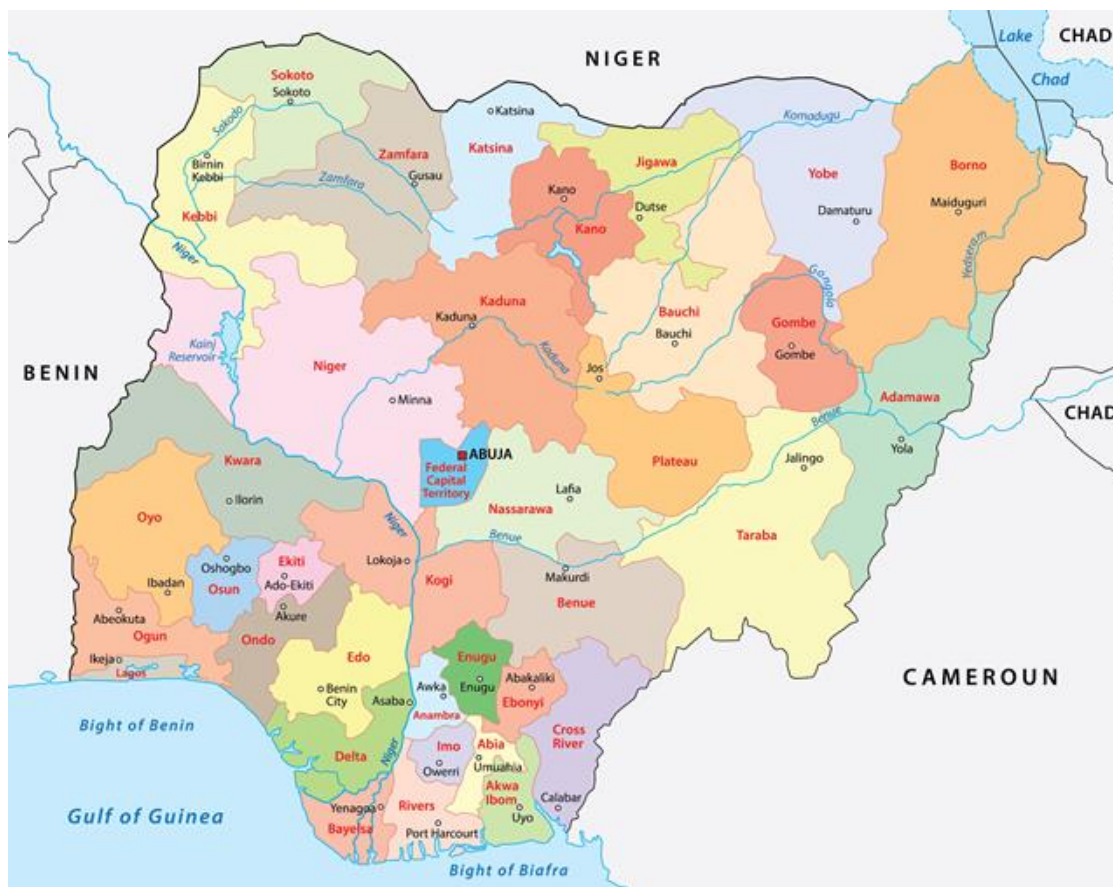 NIGER
Lake
Chad
CHAD
Sokoto
Sokoto
Sokodo
Katsina
Katsina
Komadugu
Zamfara
Gusau
Zamfara
Birnin
Kebbi
Kebbi
Jigawa
Yobe
Borno
Kano
Kano
Dutse
Damaturu
Maiduguri
Yedseram
Niger
Gongola
Kaduna
Kaduna
Kaduna
Bauchi
Bauchi
Gombe
Gombe
Kainj
Reservoir
BENIN
Niger
Jos
Minna
Adamawa
CHAD
Benue
Yola
ABUJA
Federal
Capital
Territory
Plateau
Jalingo
Kwara
Ilorin
Lafia
Nassarawa
Oyo
Niger
Benue
Taraba
Oshogbo
Osun
Ekiti
Ado-Ekiti
Lokoja
Kogi
Makurdi
Benue
Ibadan
Abeokuta
Ogun
Akure
Ondo
Ikeja
Lagos
Edo
Enugu
Enugu
Abakaliki
Ebonyi
CAMEROUN
Benin
City
Asaba
Awka
Anambra
Bight of Benin
Cross
River
Delta
Niger
Imo
Owerri
Abia
Umuahia
Akwa
Ibom
Uyo
Calabar
Gulf of Guinea
Yenagoa
Bayelsa
Rivers
Port Harcourt
Bight of Biafra